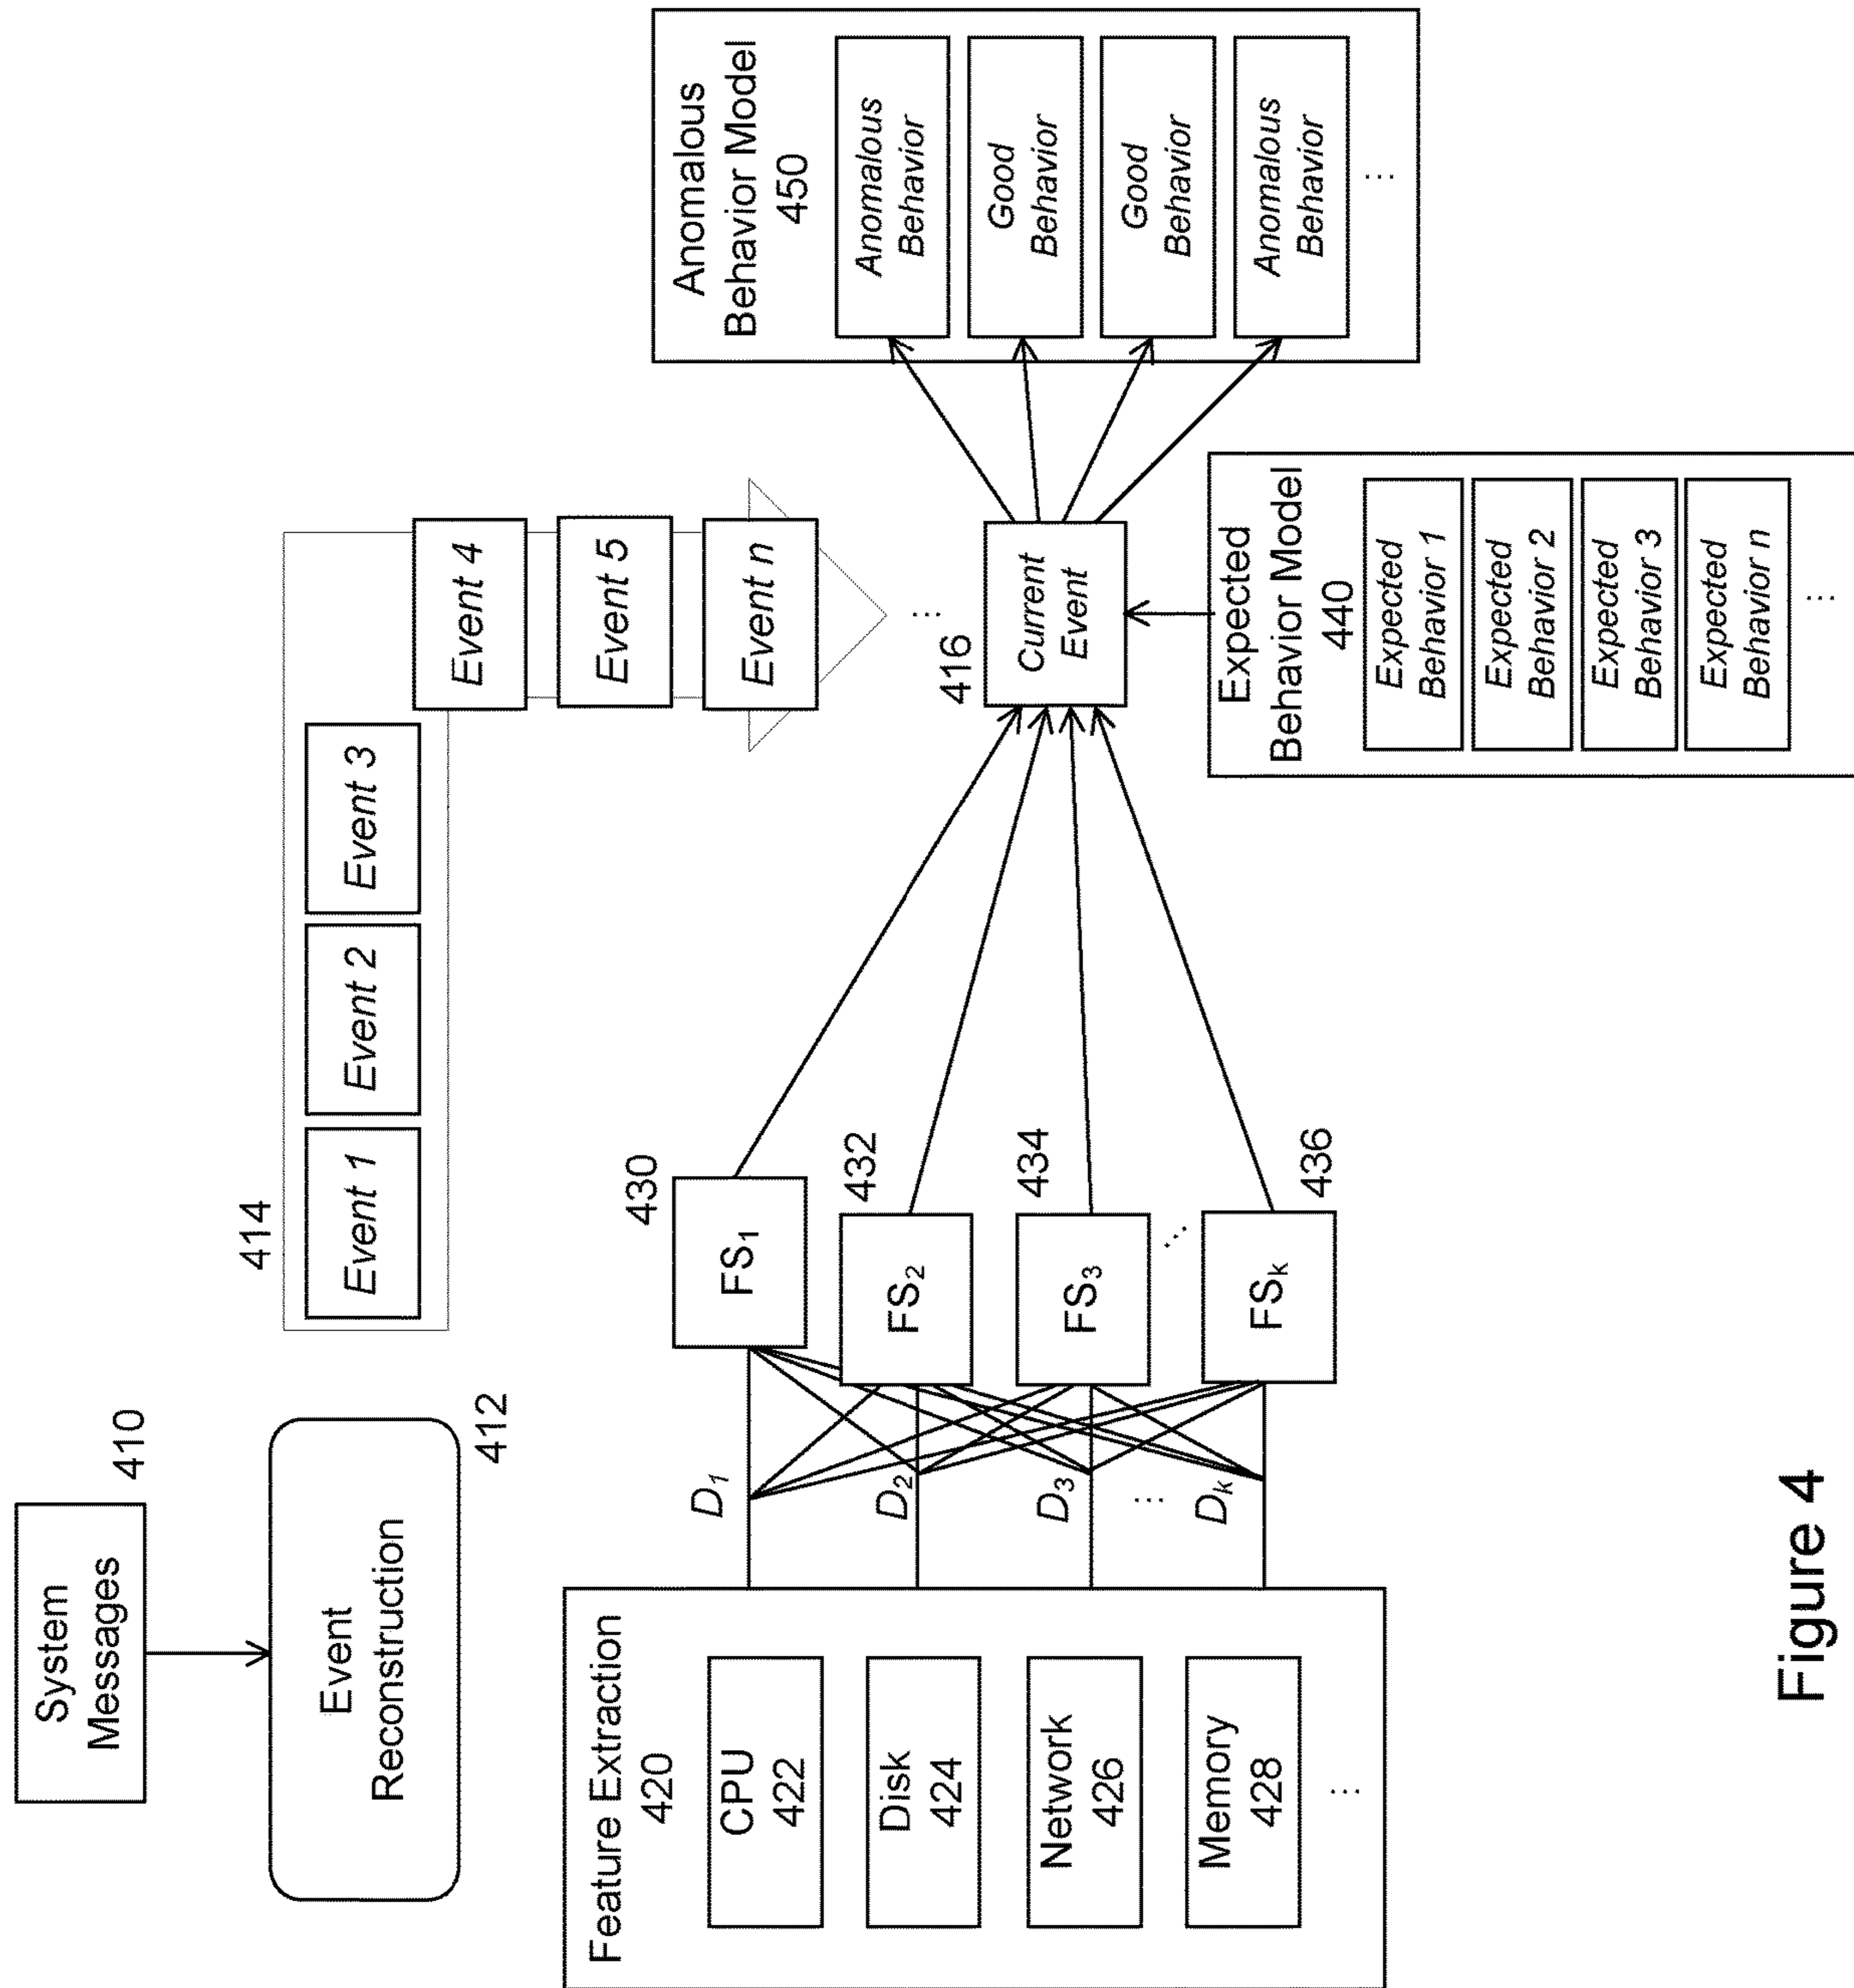 System
Messages
410
Event
Reconstruction
412
414
Event 1
Event 2
Event 3
Event 4
Event 5
Event n
...
416
Current
Event
Feature Extraction
420
CPU
422
Disk
424
Network
426
Memory
428
...
D1
D2
D3
...
Dk
430
FS1
432
FS2
434
FS3
...
436
FSk
Expected
Behavior Model
440
Expected
Behavior 1
Expected
Behavior 2
Expected
Behavior 3
Expected
Behavior n
...
Anomalous
Behavior Model
450
Anomalous
Behavior
Good
Behavior
Good
Behavior
Anomalous
Behavior
...
Figure 4